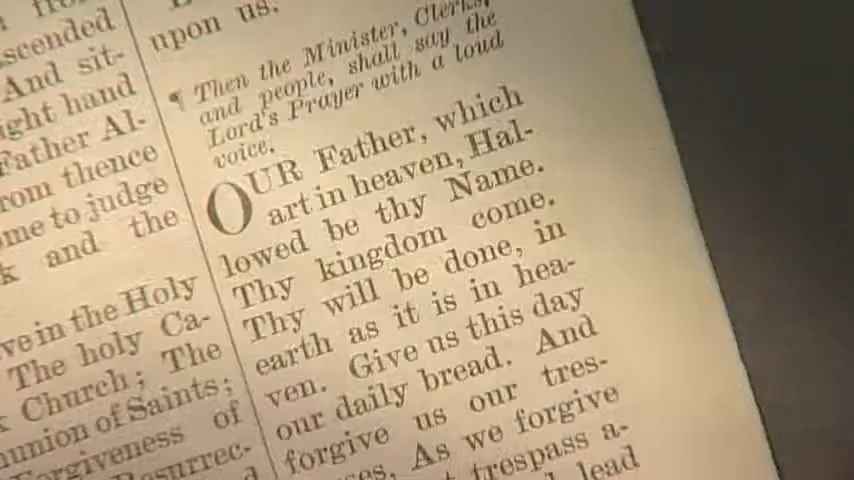 scended
And sit-
ight hand
Father Al-
rom thence
me to judge
k and the
ve in the Holy
The holy Ca-
Church; The
munion of Saints;
Forgiveness of
Resurrec-
upon us.
¶ Then the Minister, Clerks,
and people, shall say the
Lord's Prayer with a loud
voice.
OUR Father, which
art in heaven, Hal-
lowed be thy Name.
Thy kingdom come.
Thy will be done, in
earth as it is in hea-
ven. Give us this day
our daily bread. And
forgive us our tres-
ses, As we forgive
trespass a-
lead